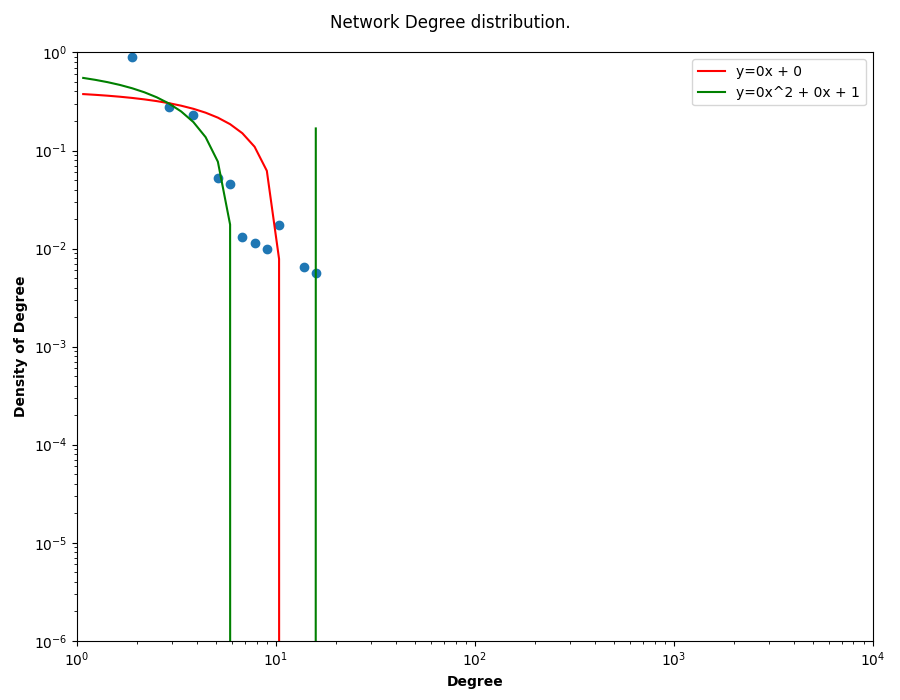 Network Degree distribution.
y=0x + 0
y=0x^2 + 0x + 1
Density of Degree
10^0
10^-1
10^-2
10^-3
10^-4
10^-5
10^-6
10^0 10^1 10^2 10^3 10^4
Degree